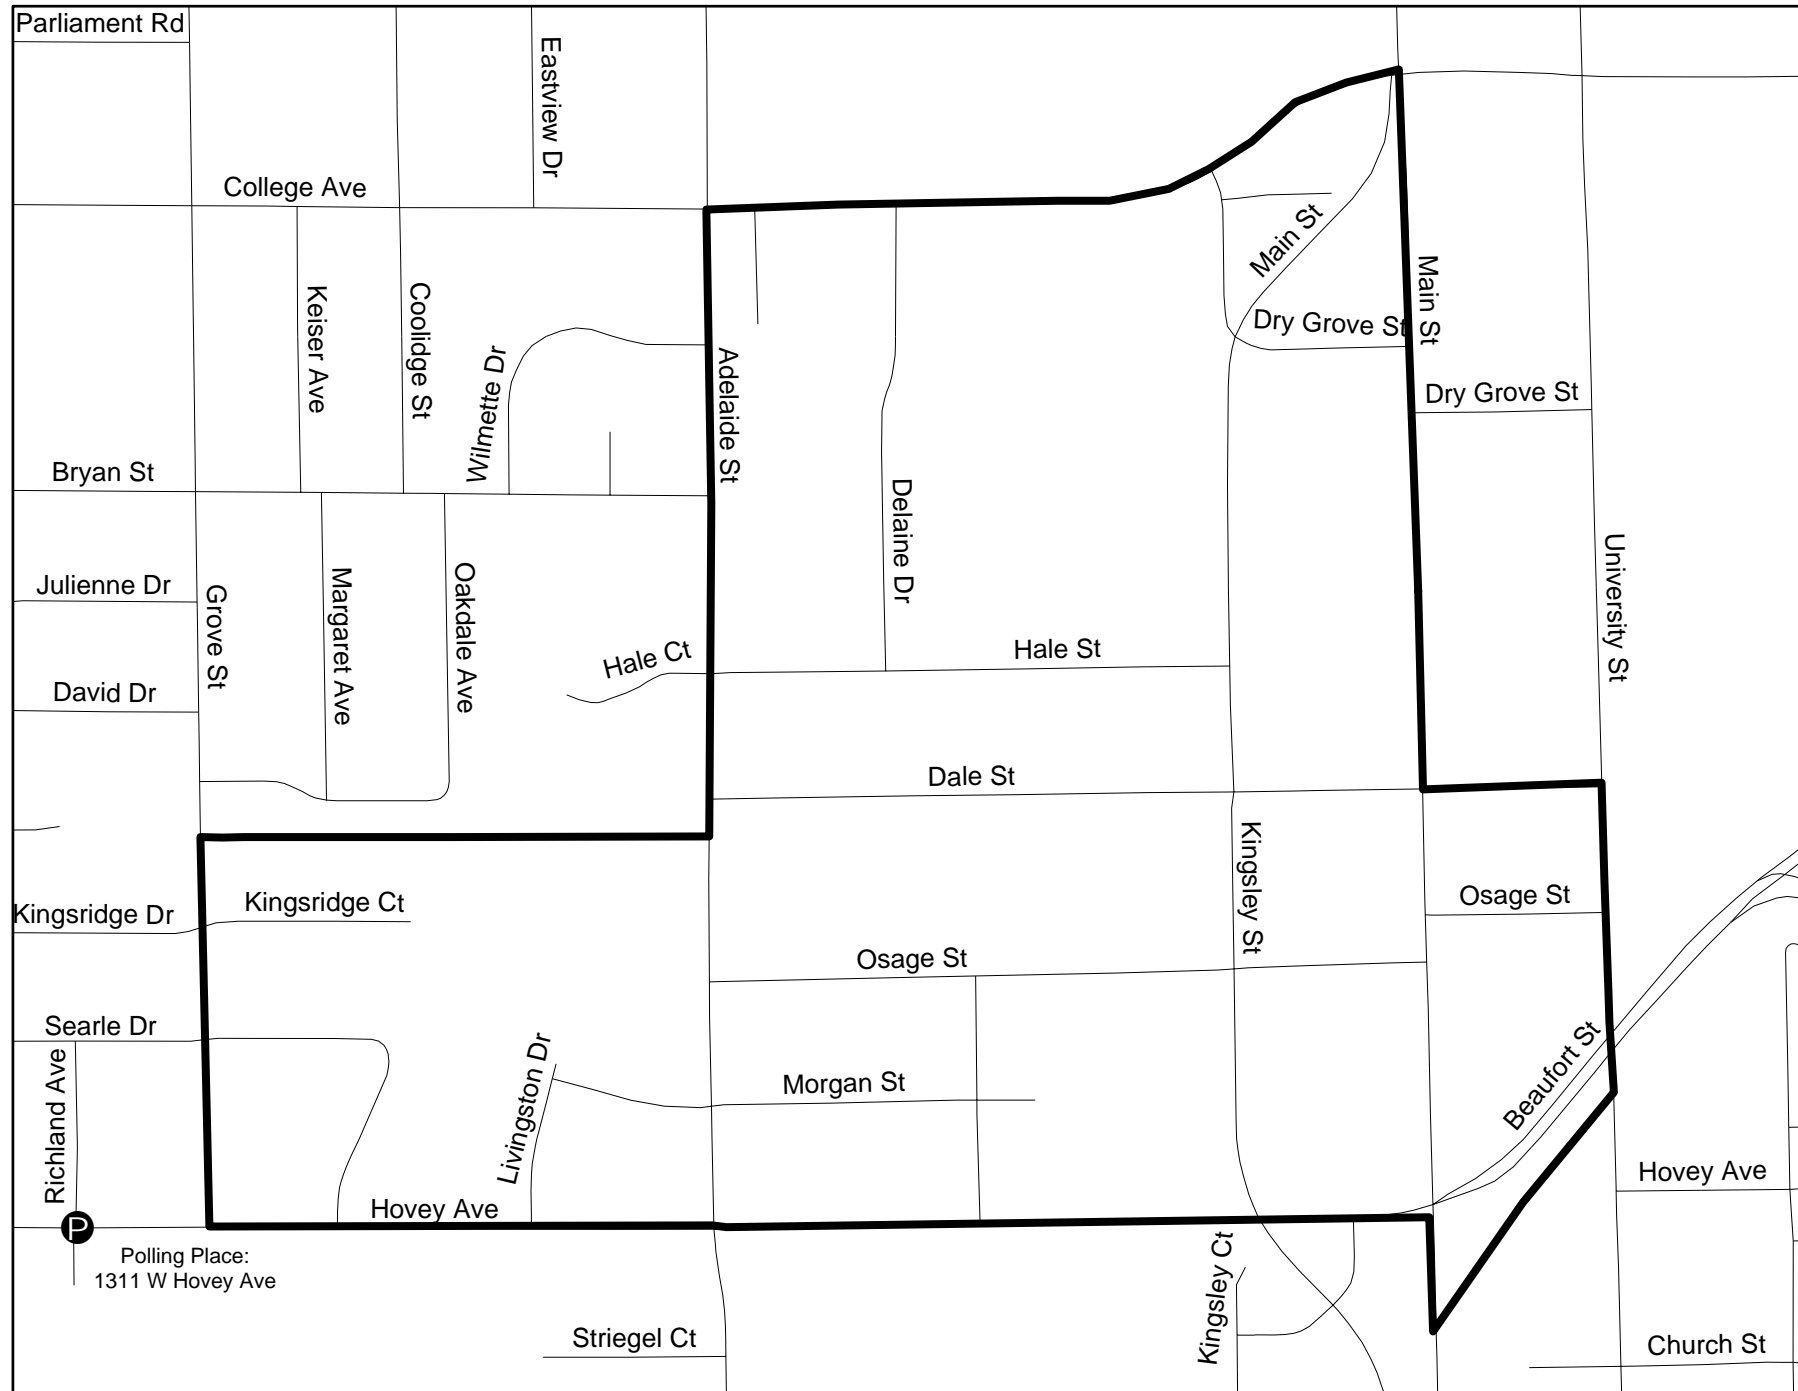 Parliament Rd
Eastview Dr
College Ave
Main St
Main St
Keiser Ave
Coolidge St
Wilmette Dr
Adelaide St
Dry Grove St
Dry Grove St
Bryan St
Delaine Dr
University St
Julienne Dr
Grove St
Margaret Ave
Oakdale Ave
Hale Ct
Hale St
David Dr
Dale St
Kingsley St
Kingsridge Dr
Kingsridge Ct
Osage St
Osage St
Searle Dr
Richland Ave
Livingston Dr
Morgan St
Beaufort St
Hovey Ave
Hovey Ave
P
Polling Place:
1311 W Hovey Ave
Kingsley Ct
Striegel Ct
Church St